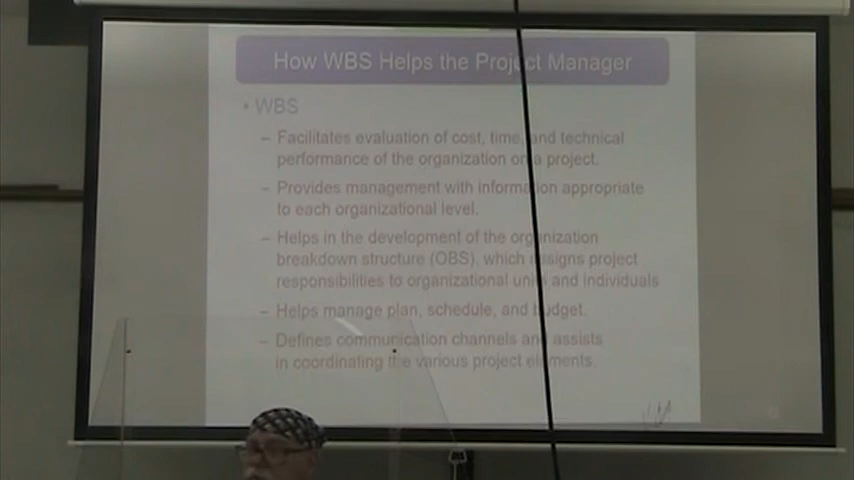 How WBS Helps the Project Manager
• WBS
– Facilitates evaluation of cost, time, and technical
performance of the organization on a project.
– Provides management with information appropriate
to each organizational level.
– Helps in the development of the organization
breakdown structure (OBS), which assigns project
responsibilities to organizational units and individuals
– Helps manage plan, schedule, and budget.
– Defines communication channels and assists
in coordinating the various project elements.